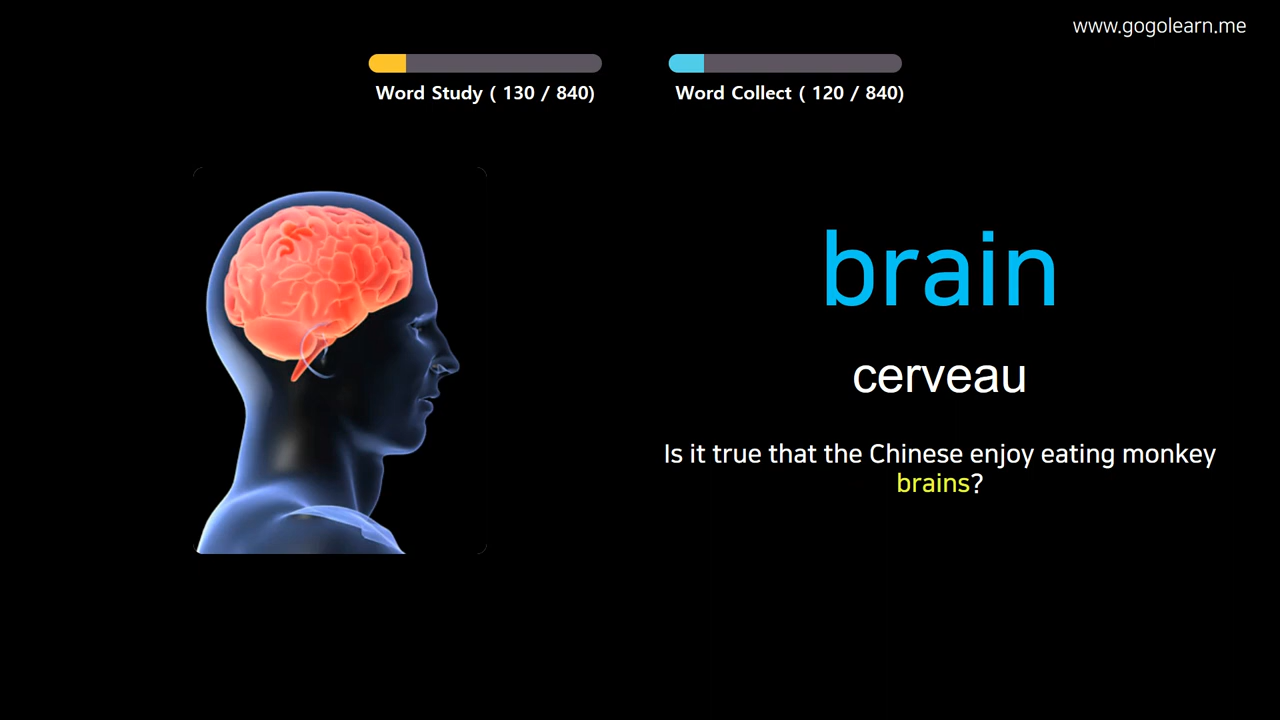 www.gogolearn.me
Word Study ( 130 / 840)
Word Collect ( 120 / 840)
brain
cerveau
Is it true that the Chinese enjoy eating monkey
brains?